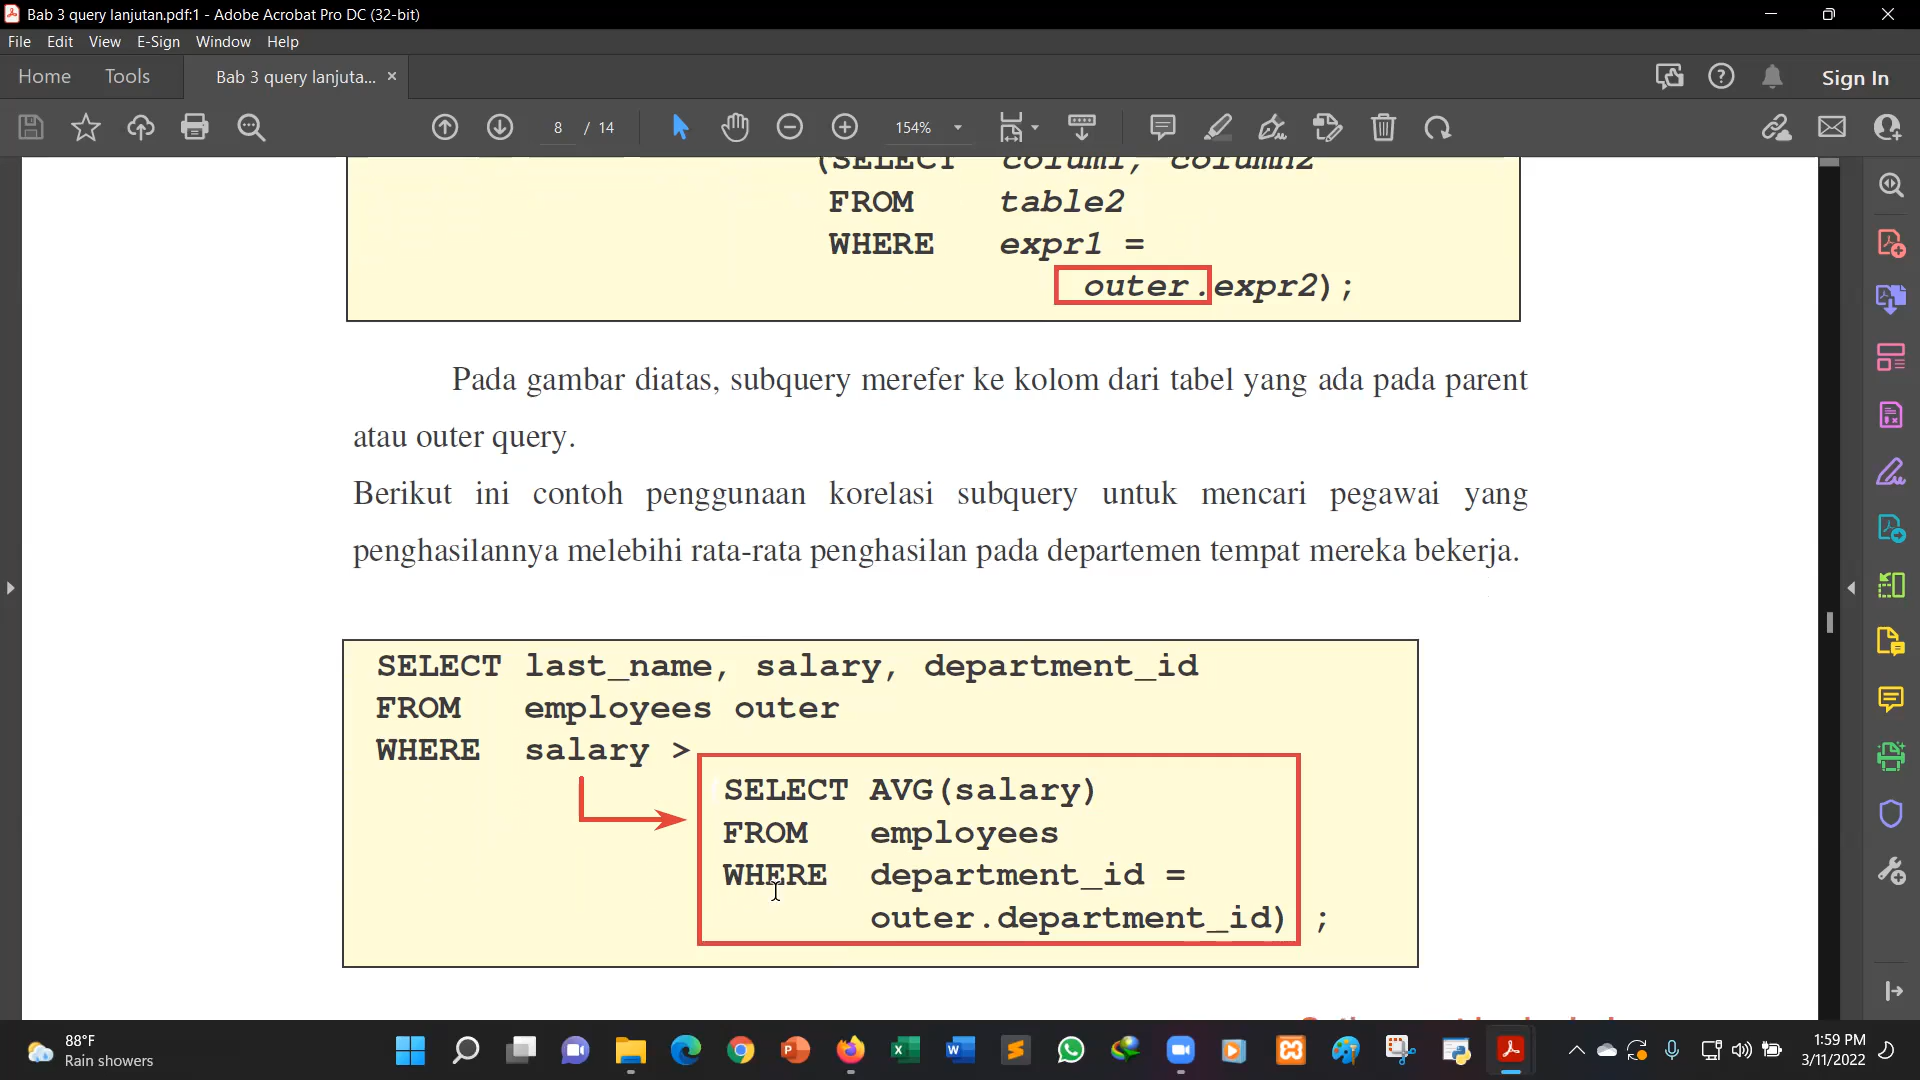 Bab 3 query lanjutan.pdf:1 - Adobe Acrobat Pro DC (32-bit)
File Edit View E-Sign Window Help
Home Tools Bab 3 query lanjuta... × Sign In
8 / 14 154%
(SELECT colum1, column2
FROM table2
WHERE expr1 =
outer.expr2);
Pada gambar diatas, subquery merefer ke kolom dari tabel yang ada pada parent
atau outer query.
Berikut ini contoh penggunaan korelasi subquery untuk mencari pegawai yang
penghasilannya melebihi rata-rata penghasilan pada departemen tempat mereka bekerja.
SELECT last_name, salary, department_id
FROM employees outer
WHERE salary >
SELECT AVG(salary)
FROM employees
WHERE department_id =
outer.department_id) ;
88°F
Rain showers
1:59 PM
3/11/2022